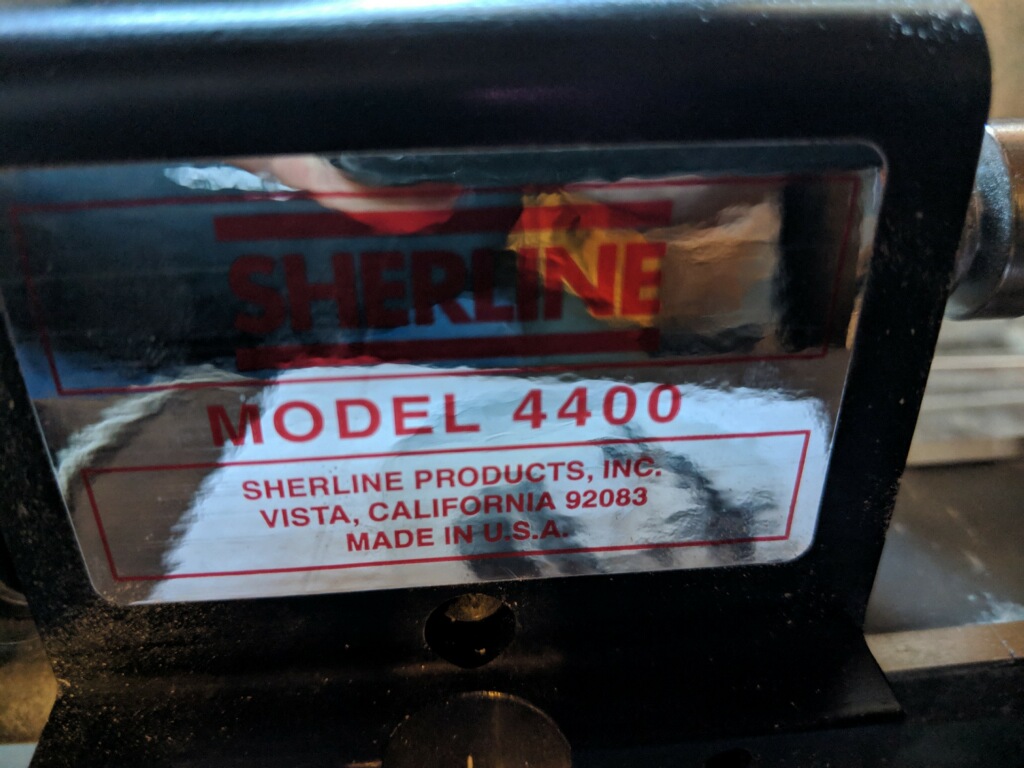 SHERLINE
MODEL 4400
SHERLINE PRODUCTS, INC.
VISTA, CALIFORNIA 92083
MADE IN U.S.A.